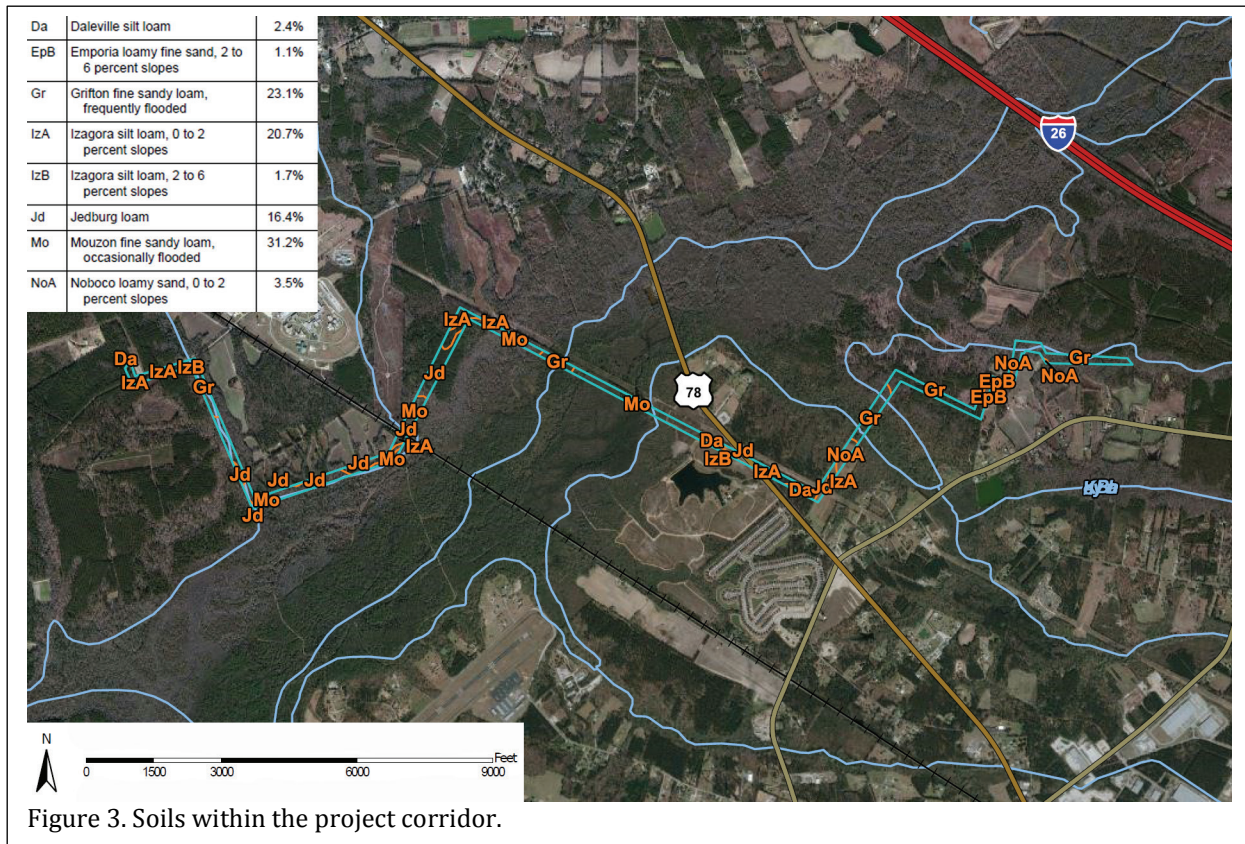 Da Daleville silt loam 2.4%
EpB Emporia loamy fine sand, 2 to 1.1%
6 percent slopes
Gr Grifton fine sandy loam, 23.1%
frequently flooded
IzA Izagora silt loam, 0 to 2 20.7%
percent slopes
IzB Izagora silt loam, 2 to 6 1.7%
percent slopes
Jd Jedburg loam 16.4%
Mo Mouzon fine sandy loam, 31.2%
occasionally flooded
NoA Noboco loamy sand, 0 to 2 3.5%
percent slopes
26
78
Da
IzA
IzA
IzB
Gr
Jd
Jd
Mo
Jd
Jd
Jd
Mo
IzA
Jd
Mo
Jd
IzA
IzA
Mo
Gr
Mo
Da
IzB
Jd
IzA
Da
Jd
IzA
NoA
Gr
Gr
EpB
EpB
NoA
NoA
Gr
N
0 1500 3000 6000 9000 Feet
Figure 3. Soils within the project corridor.